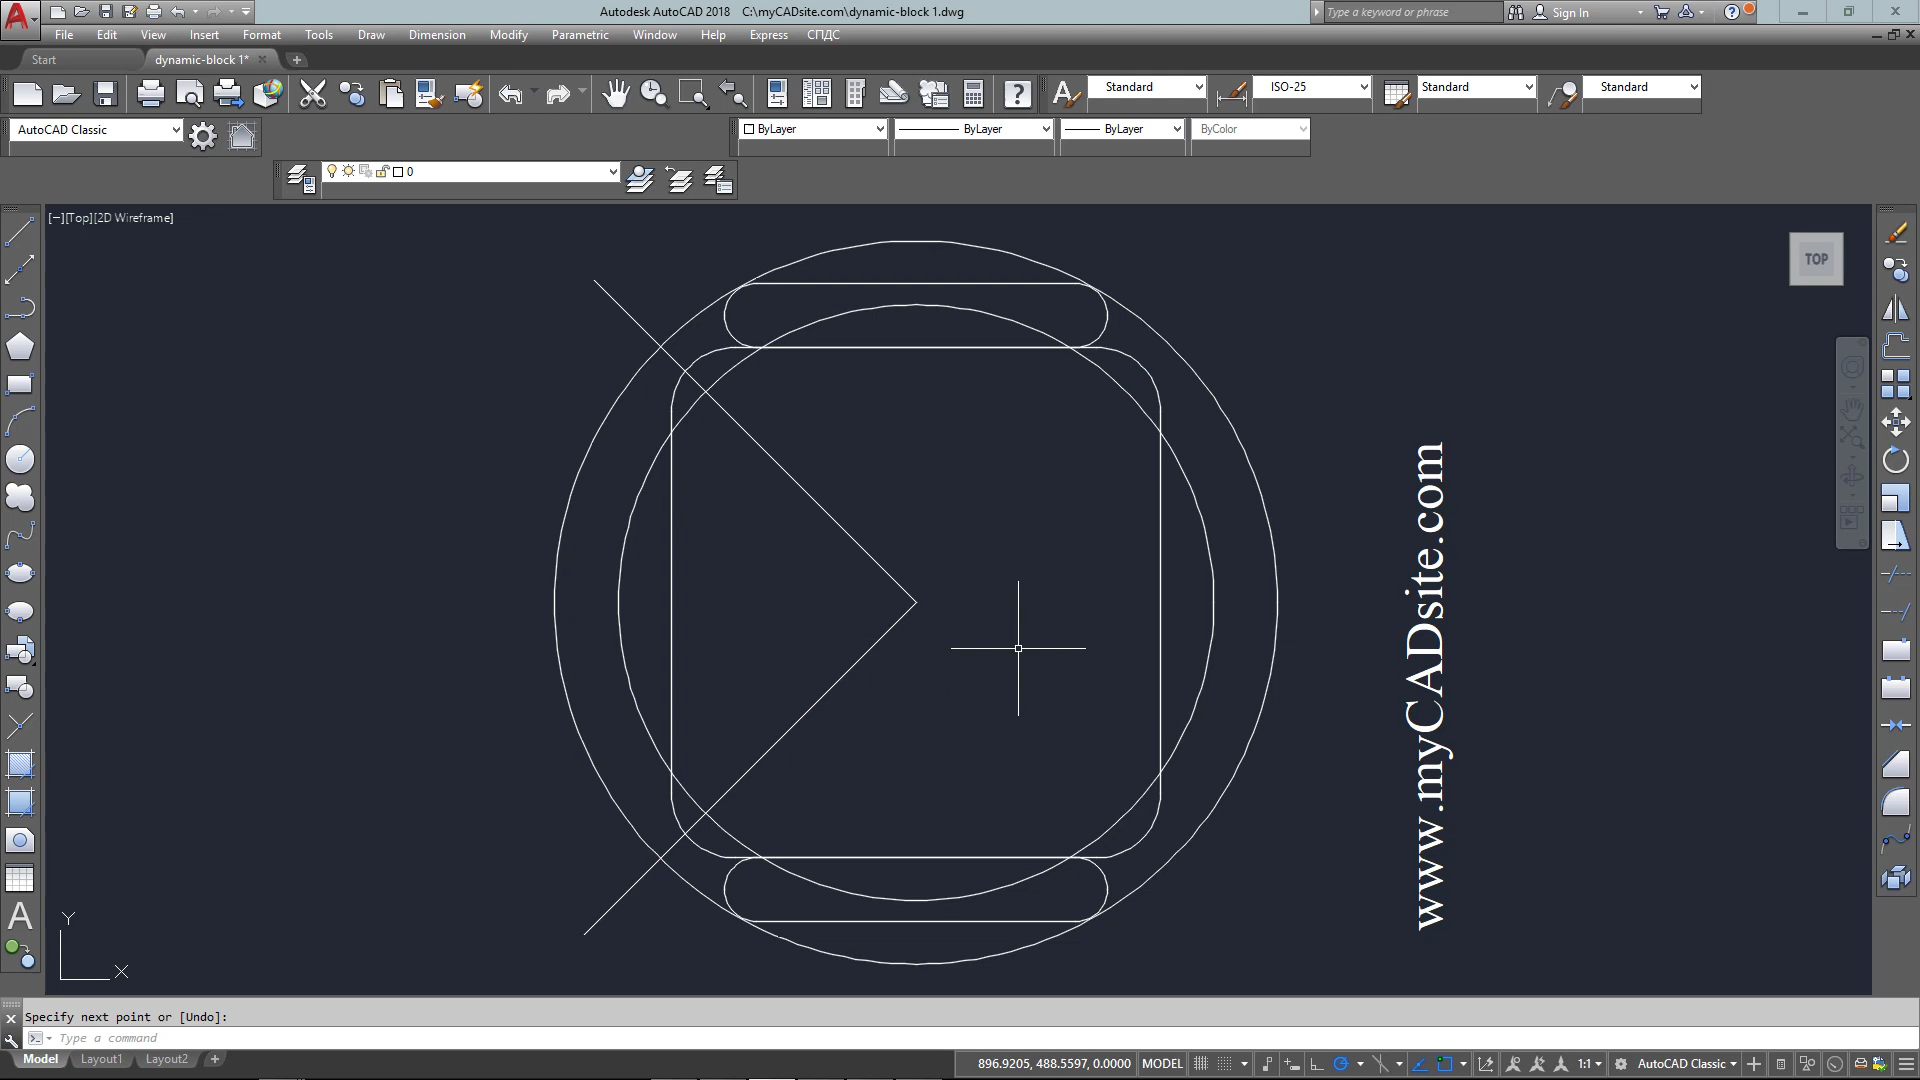 Autodesk AutoCAD 2018 C:\myCADsite.com\dynamic-block 1.dwg
Type a keyword or phrase
Sign In
File Edit View Insert Format Tools Draw Dimension Modify Parametric Window Help Express СПДС
Start
dynamic-block 1*
Standard
ISO-25
Standard
Standard
AutoCAD Classic
ByLayer
ByLayer
ByLayer
ByColor
0
[−][Top][2D Wireframe]
TOP
www.myCADsite.com
A
Y
X
Specify next point or [Undo]:
Type a command
Model Layout1 Layout2
896.9205, 488.5597, 0.0000 MODEL
1:1
AutoCAD Classic